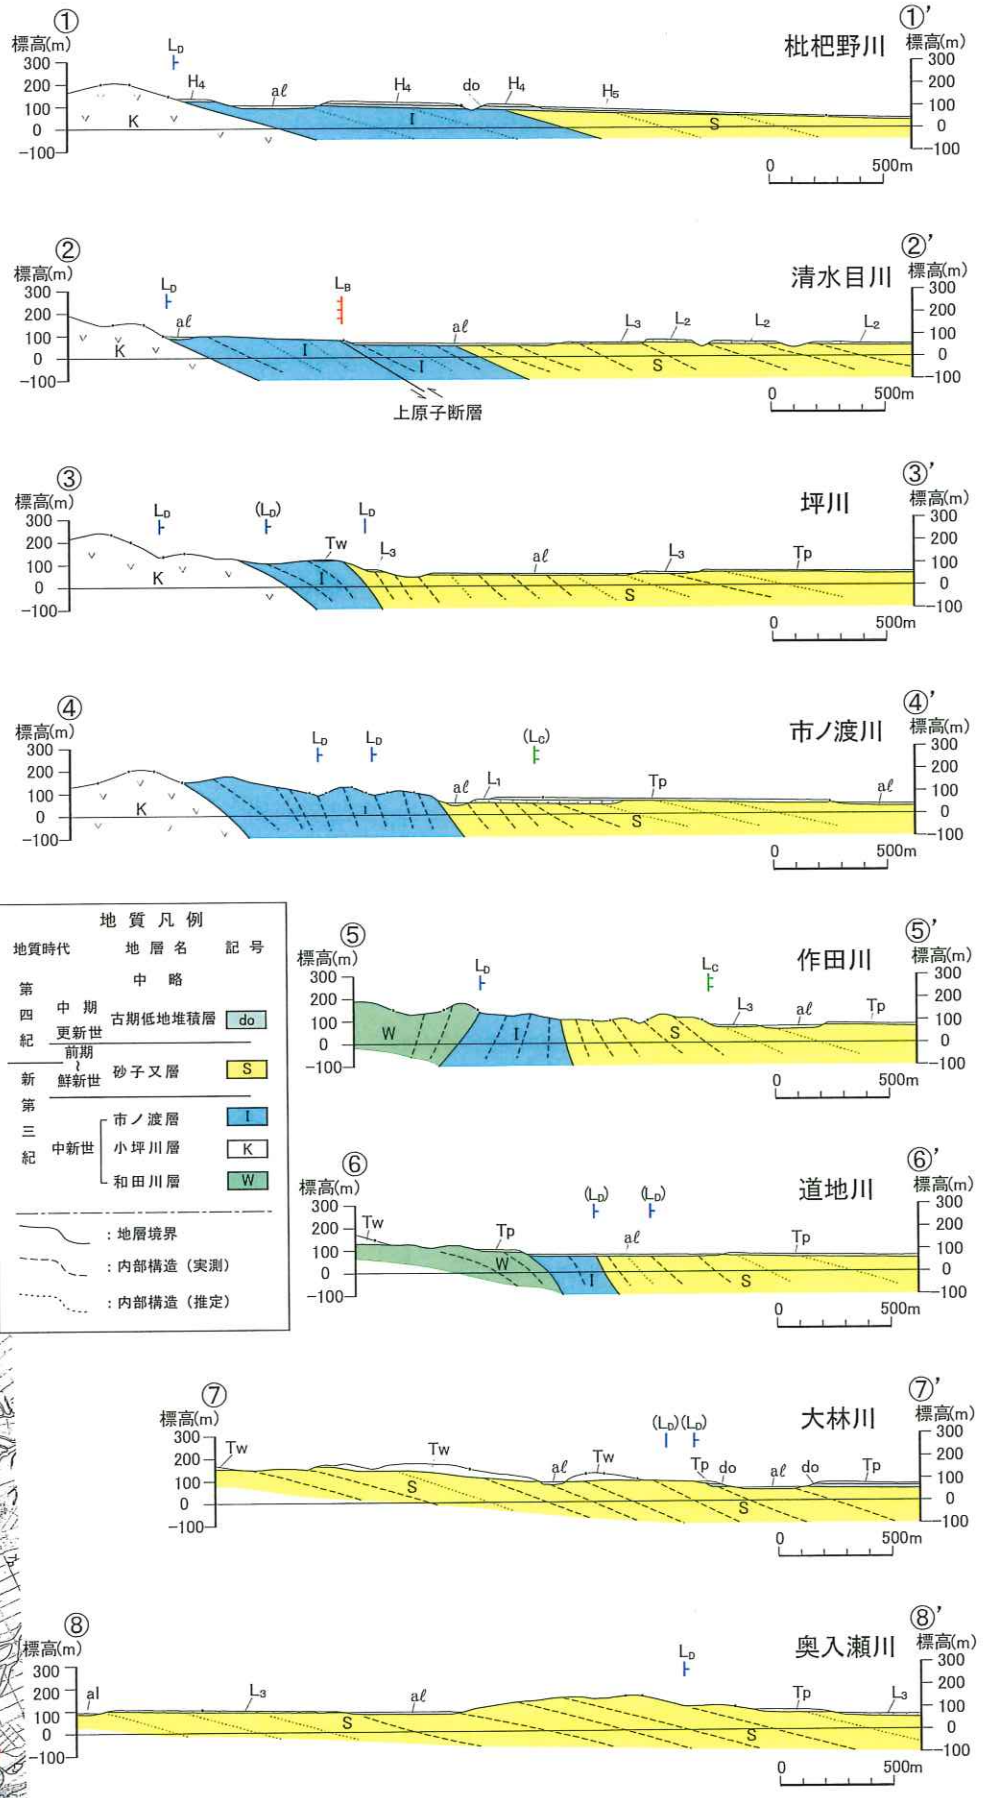 ① ①’
標高(m) 枇杷野川 標高(m)
L_D
300 H₄ aℓ H₄ do H₄ H₅ 300
200 200
100 100
0 K I S 0
−100 −100
0 500m
② ②’
標高(m) 清水目川 標高(m)
L_D L_B
300 aℓ aℓ L₃ L₂ L₂ L₂ 300
200 200
100 100
0 K I I S 0
−100 −100
上原子断層
0 500m
③ ③’
標高(m) 坪川 標高(m)
L_D (L_D) L_D
300 Tw L₃ aℓ L₃ Tp 300
200 200
100 100
0 K I S 0
−100 −100
0 500m
④ ④’
標高(m) 市ノ渡川 標高(m)
L_D L_D (L_C)
300 aℓ L₁ Tp aℓ 300
200 200
100 100
0 K I S 0
−100 −100
0 500m
地質凡例
地質時代 地層名 記号
中略
第四紀 中期更新世 古期低地堆積層 do
前期〜鮮新世 砂子又層 S
新第三紀 中新世 市ノ渡層 I
小坪川層 K
和田川層 W
：地層境界
：内部構造（実測）
：内部構造（推定）
⑤ ⑤’
標高(m) 作田川 標高(m)
L_D L_C
300 L₃ aℓ Tp 300
200 200
100 100
0 W I S 0
−100 −100
0 500m
⑥ ⑥’
標高(m) 道地川 標高(m)
(L_D) (L_D)
300 Tw Tp aℓ Tp 300
200 200
100 100
0 W I S 0
−100 −100
0 500m
⑦ ⑦’
標高(m) 大林川 標高(m)
(L_D) (L_D)
300 Tw Tw aℓ Tw Tp do aℓ do Tp 300
200 200
100 100
0 S S 0
−100 −100
0 500m
⑧ ⑧’
標高(m) 奥入瀬川 標高(m)
L_D
300 al L₃ aℓ Tp L₃ 300
200 200
100 100
0 S S 0
−100 −100
0 500m